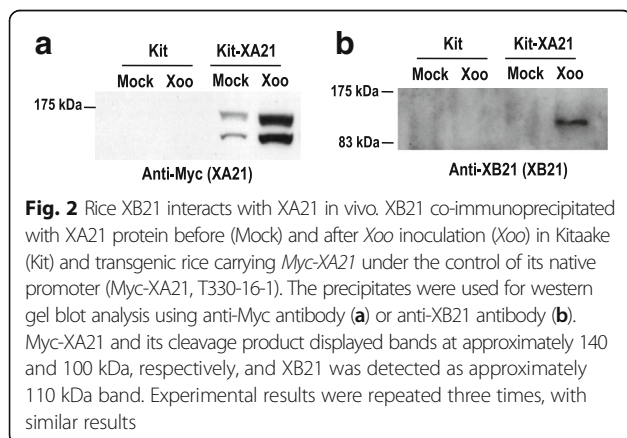 a
b
Kit
Kit-XA21
Kit
Kit-XA21
Mock Xoo Mock Xoo
Mock Xoo Mock Xoo
175 kDa
175 kDa
83 kDa
Anti-Myc (XA21)
Anti-XB21 (XB21)
Fig. 2 Rice XB21 interacts with XA21 in vivo. XB21 co-immunoprecipitated
with XA21 protein before (Mock) and after Xoo inoculation (Xoo) in Kitaake
(Kit) and transgenic rice carrying Myc-XA21 under the control of its native
promoter (Myc-XA21, T330-16-1). The precipitates were used for western
gel blot analysis using anti-Myc antibody (a) or anti-XB21 antibody (b).
Myc-XA21 and its cleavage product displayed bands at approximately 140
and 100 kDa, respectively, and XB21 was detected as approximately
110 kDa band. Experimental results were repeated three times, with
similar results